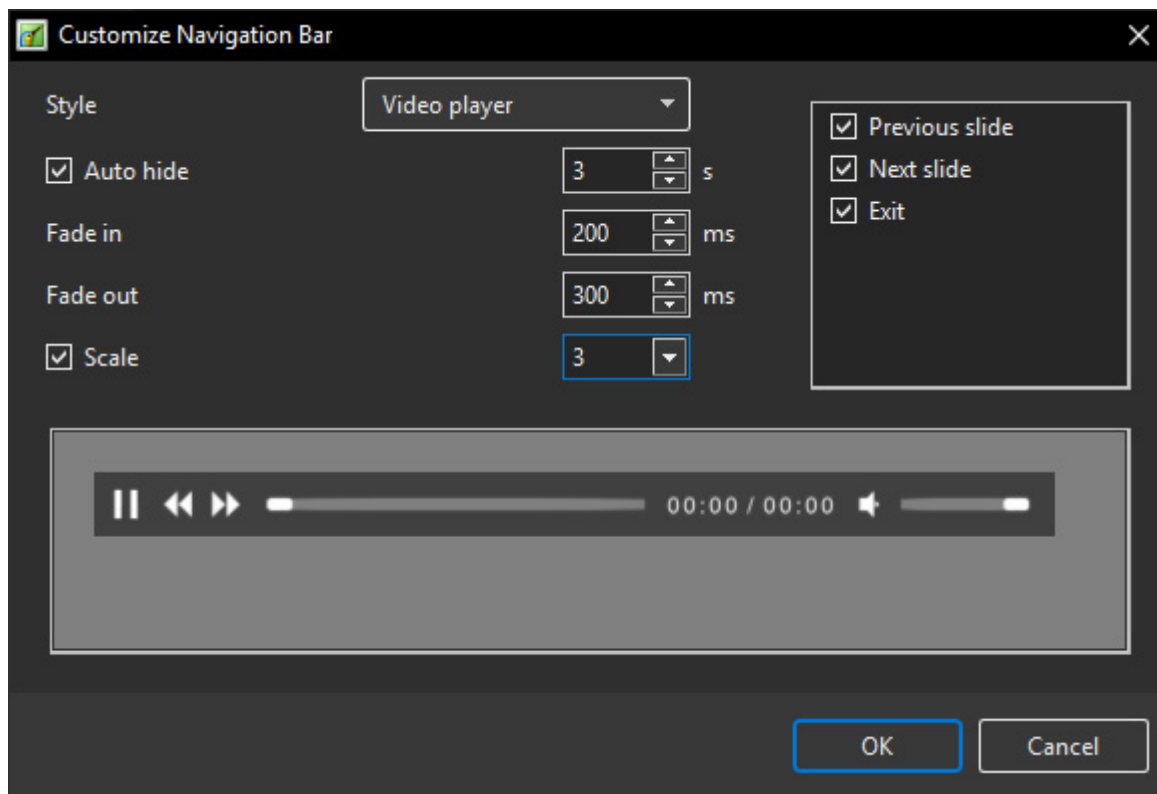 Customize Navigation Bar
Style Video player
Auto hide 3 s
Fade in 200 ms
Fade out 300 ms
Scale 3
Previous slide
Next slide
Exit
00:00 / 00:00
OK Cancel